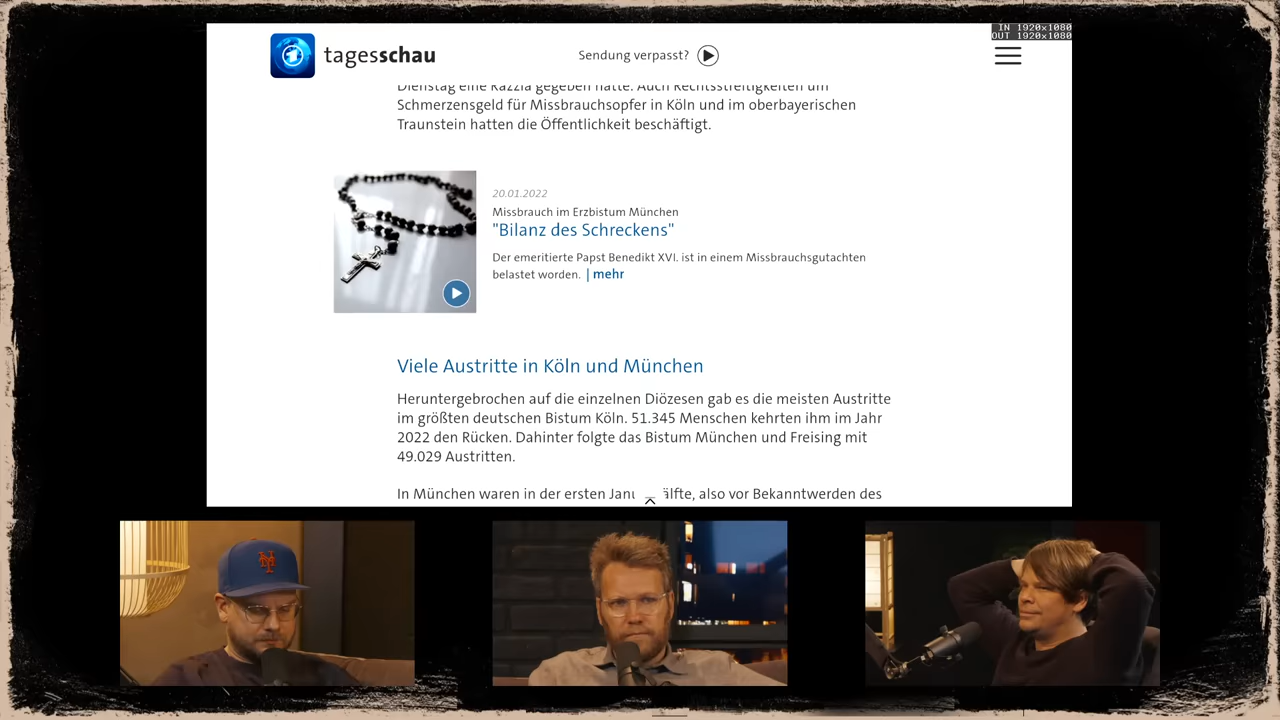 IN 1920x1080
OUT 1920x1080
tagesschau
Sendung verpasst?
Dienstag eine Razzia gegeben hatte. Auch Rechtsstreitigkeiten um
Schmerzensgeld für Missbrauchsopfer in Köln und im oberbayerischen
Traunstein hatten die Öffentlichkeit beschäftigt.
20.01.2022
Missbrauch im Erzbistum München
"Bilanz des Schreckens"
Der emeritierte Papst Benedikt XVI. ist in einem Missbrauchsgutachten
belastet worden. | mehr
Viele Austritte in Köln und München
Heruntergebrochen auf die einzelnen Diözesen gab es die meisten Austritte
im größten deutschen Bistum Köln. 51.345 Menschen kehrten ihm im Jahr
2022 den Rücken. Dahinter folgte das Bistum München und Freising mit
49.029 Austritten.
In München waren in der ersten Janu älfte, also vor Bekanntwerden des
NY